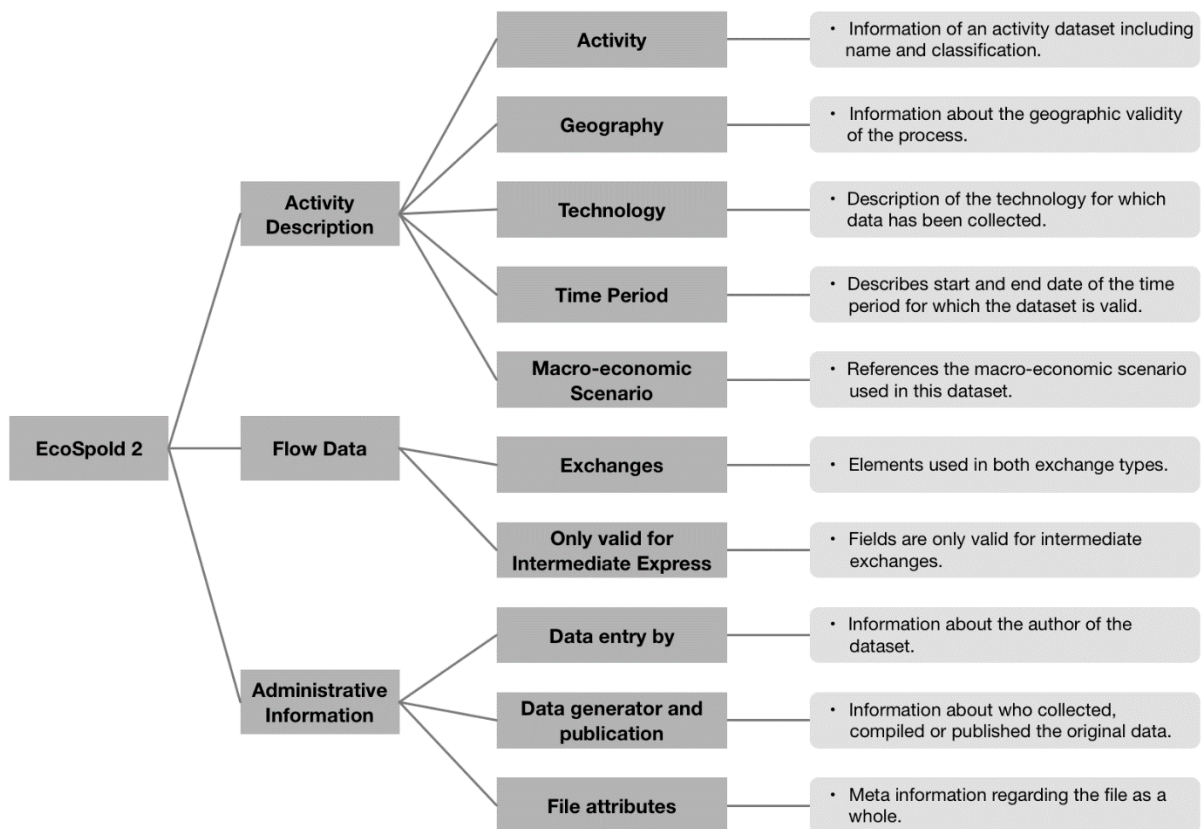 Activity
• Information of an activity dataset including
name and classification.
Geography
• Information about the geographic validity
of the process.
Activity
Description
Technology
• Description of the technology for which
data has been collected.
Time Period
• Describes start and end date of the time
period for which the dataset is valid.
Macro-economic
Scenario
• References the macro-economic scenario
used in this dataset.
EcoSpold 2
Flow Data
Exchanges
• Elements used in both exchange types.
Only valid for
Intermediate Express
• Fields are only valid for intermediate
exchanges.
Data entry by
• Information about the author of the
dataset.
Administrative
Information
Data generator and
publication
• Information about who collected,
compiled or published the original data.
File attributes
• Meta information regarding the file as a
whole.